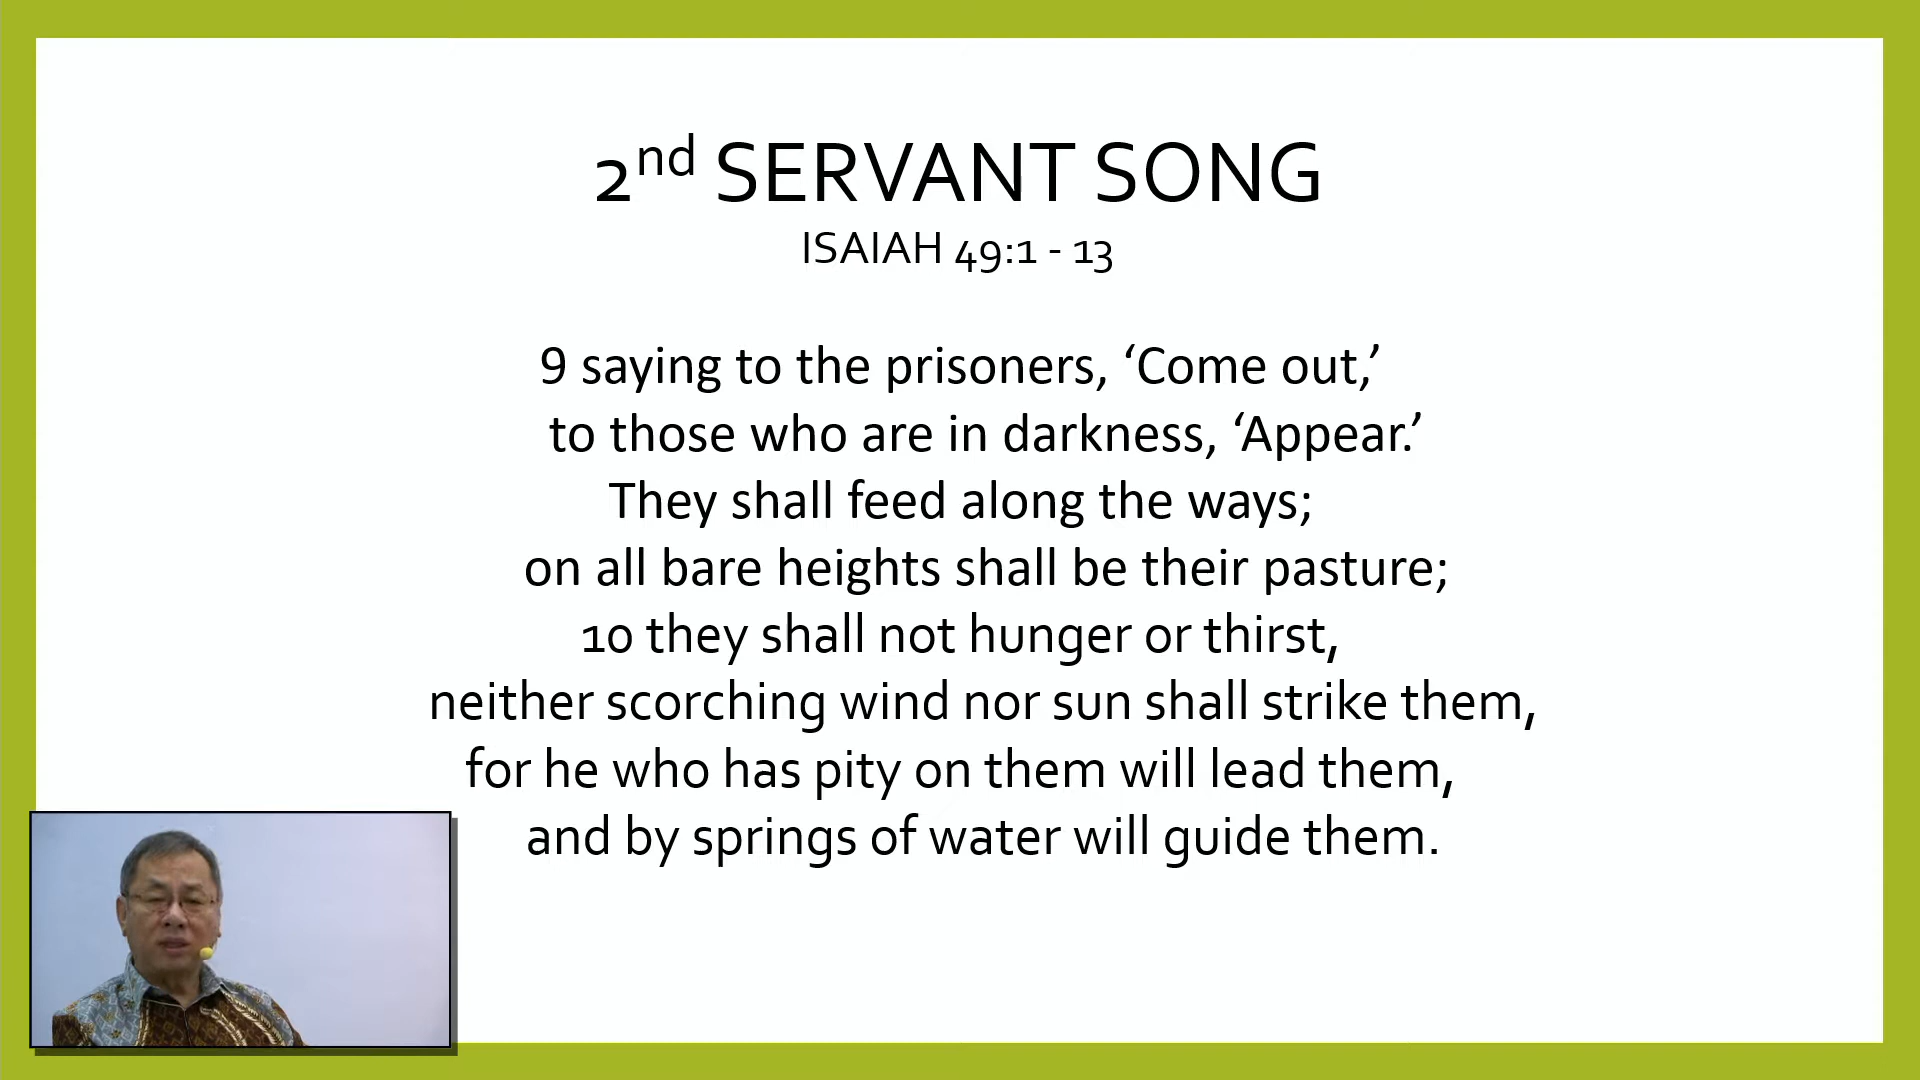 2nd SERVANT SONG
ISAIAH 49:1 - 13
9 saying to the prisoners, ‘Come out,’
to those who are in darkness, ‘Appear.’
They shall feed along the ways;
on all bare heights shall be their pasture;
10 they shall not hunger or thirst,
neither scorching wind nor sun shall strike them,
for he who has pity on them will lead them,
and by springs of water will guide them.